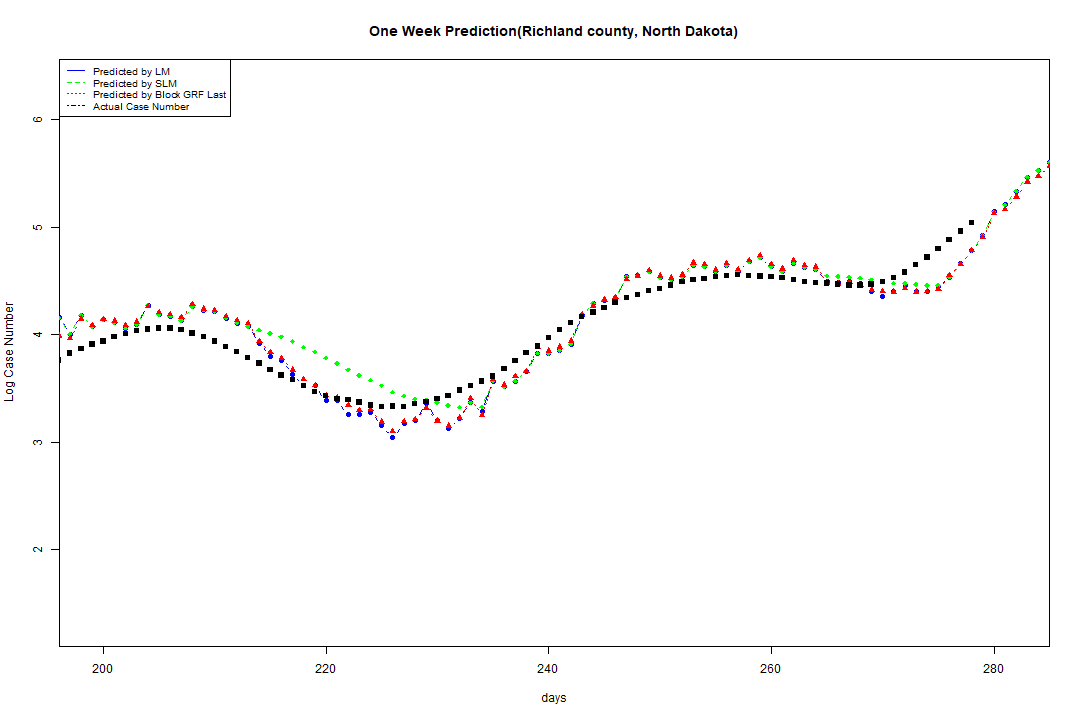 One Week Prediction(Richland county, North Dakota)
Predicted by LM
Predicted by SLM
Predicted by Block GRF Last
Actual Case Number
6
5
4
3
2
Log Case Number
200 220 240 260 280
days